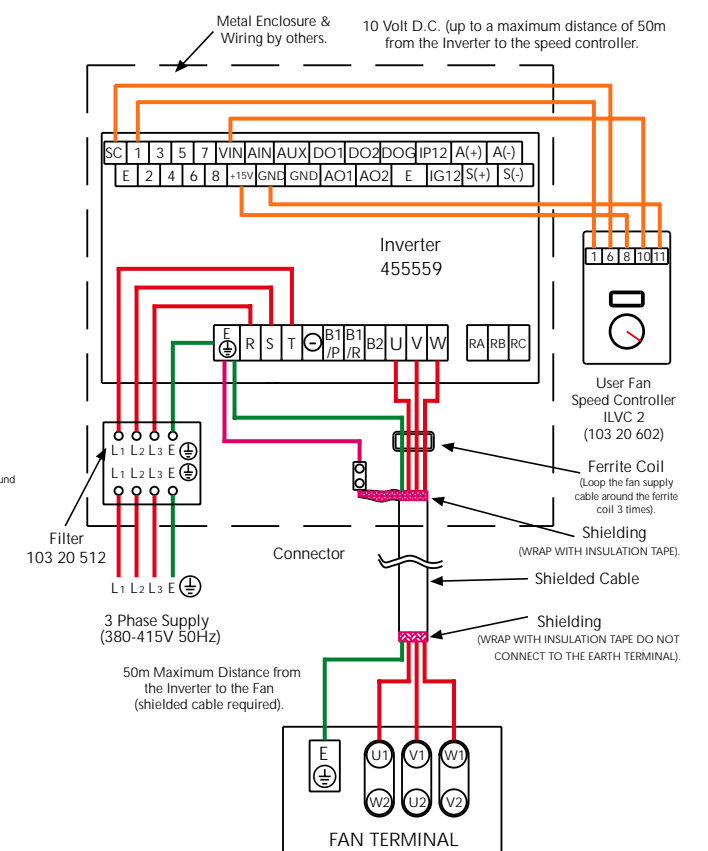 Metal Enclosure &
Wiring by others.
10 Volt D.C. (up to a maximum distance of 50m
from the Inverter to the speed controller.
SC 1 3 5 7 VIN AIN AUX DO1 DO2 DOG IP12 A(+) A(-)
E 2 4 6 8 +15V GND GND AO1 AO2 E IG12 S(+) S(-)
Inverter
455559
1 6 8 10 11
E R S T - B1/P B1/R B2 U V W
RA RB RC
User Fan
Speed Controller
ILVC 2
(103 20 602)
L1 L2 L3 E
L1 L2 L3 E
Ferrite Coil
(Loop the fan supply
cable around the ferrite
coil 3 times).
und
Filter
103 20 512
Shielding
(WRAP WITH INSULATION TAPE).
Connector
Shielded Cable
L1 L2 L3 E
3 Phase Supply
(380-415V 50Hz)
Shielding
(WRAP WITH INSULATION TAPE DO NOT
CONNECT TO THE EARTH TERMINAL).
50m Maximum Distance from
the Inverter to the Fan
(shielded cable required).
E U1 V1 W1
W2 U2 V2
FAN TERMINAL